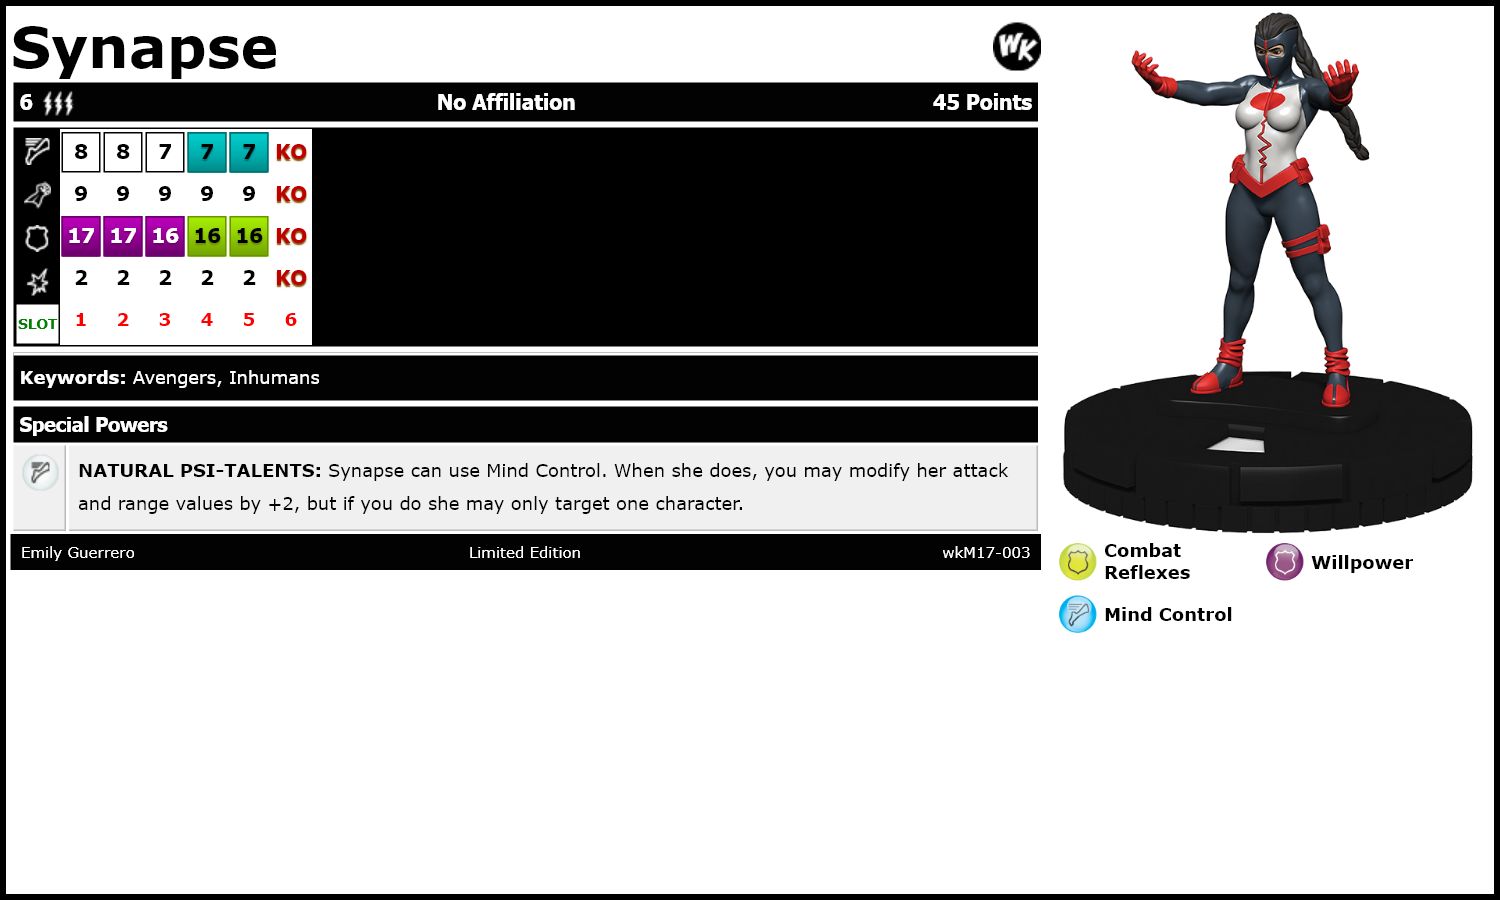 Synapse
WK
6 No Affiliation 45 Points
8 8 7 7 7 KO
9 9 9 9 9 KO
17 17 16 16 16 KO
2 2 2 2 2 KO
SLOT 1 2 3 4 5 6
Keywords: Avengers, Inhumans
Special Powers
NATURAL PSI-TALENTS: Synapse can use Mind Control. When she does, you may modify her attack
and range values by +2, but if you do she may only target one character.
Emily Guerrero Limited Edition wkM17-003
Combat
Reflexes
Willpower
Mind Control